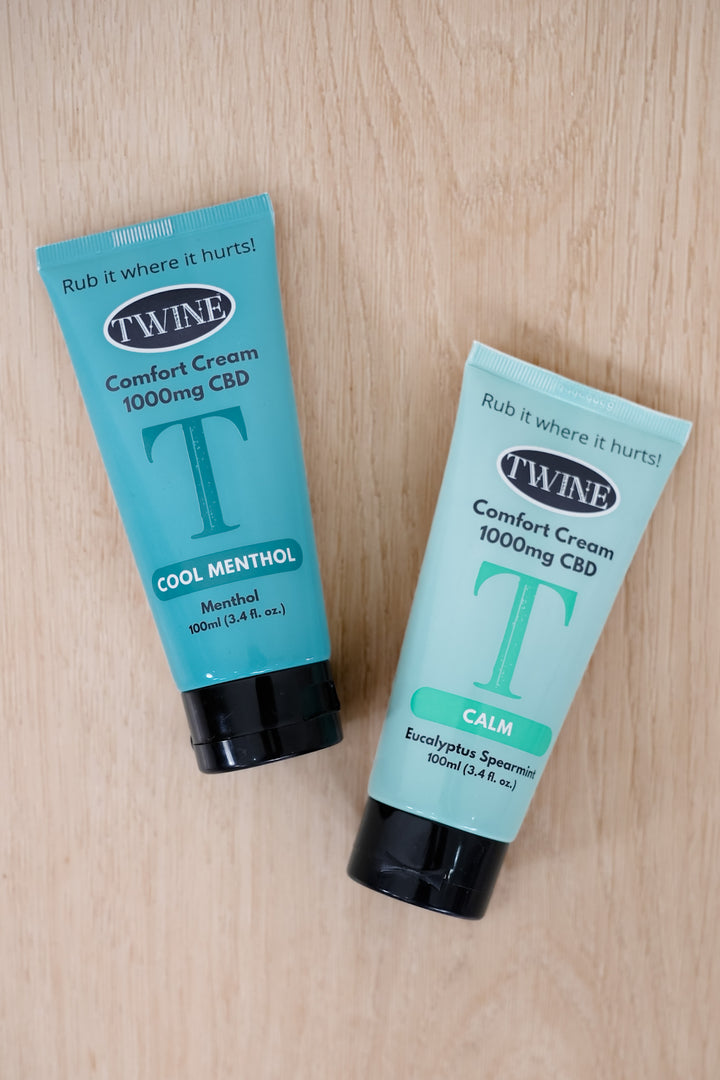 Rub it where it hurts!
TWINE
Comfort Cream
1000mg CBD
T
COOL MENTHOL
Menthol
100ml (3.4 fl. oz.)
Rub it where it hurts!
TWINE
Comfort Cream
1000mg CBD
T
CALM
Eucalyptus Spearmint
100ml (3.4 fl. oz.)